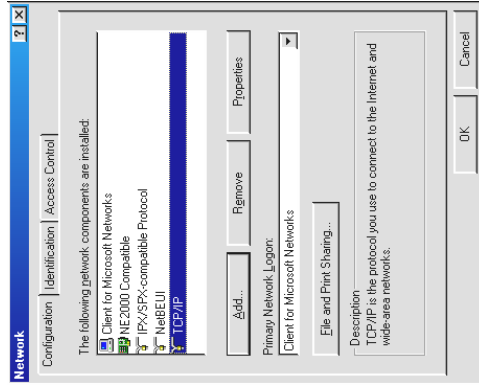 Network
Configuration Identification Access Control
The following network components are installed:
Client for Microsoft Networks
NE2000 Compatible
IPX/SPX-compatible Protocol
NetBEUI
TCP/IP
Add... Remove Properties
Primary Network Logon:
Client for Microsoft Networks
File and Print Sharing...
Description
TCP/IP is the protocol you use to connect to the Internet and
wide-area networks.
OK Cancel